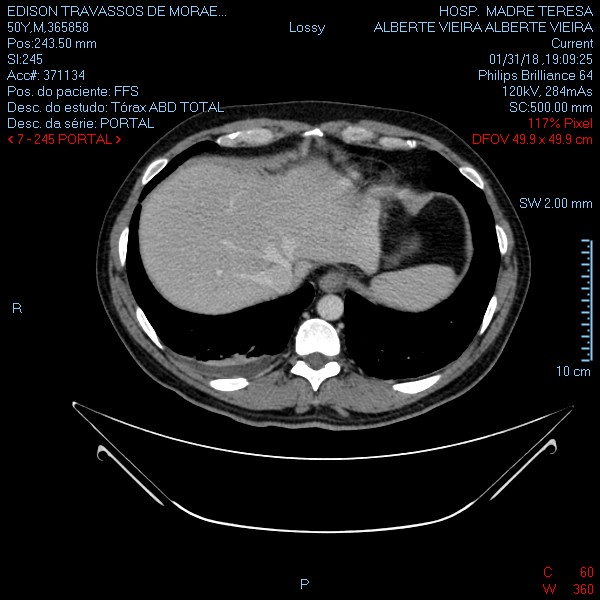 EDISON TRAVASSOS DE MORAE...
50Y,M,365858
Pos:243.50 mm
SI:245
Acc#: 371134
Pos. do paciente: FFS
Desc. do estudo: Tórax ABD TOTAL
Desc. da série: PORTAL
< 7 - 245 PORTAL >
Lossy
HOSP. MADRE TERESA
ALBERTE VIEIRA ALBERTE VIEIRA
Current
01/31/18 ,19:09:25
Philips Brilliance 64
120kV, 284mAs
SC:500.00 mm
117% Pixel
DFOV 49.9 x 49.9 cm
SW 2.00 mm
R
10 cm
P
C 60
W 360